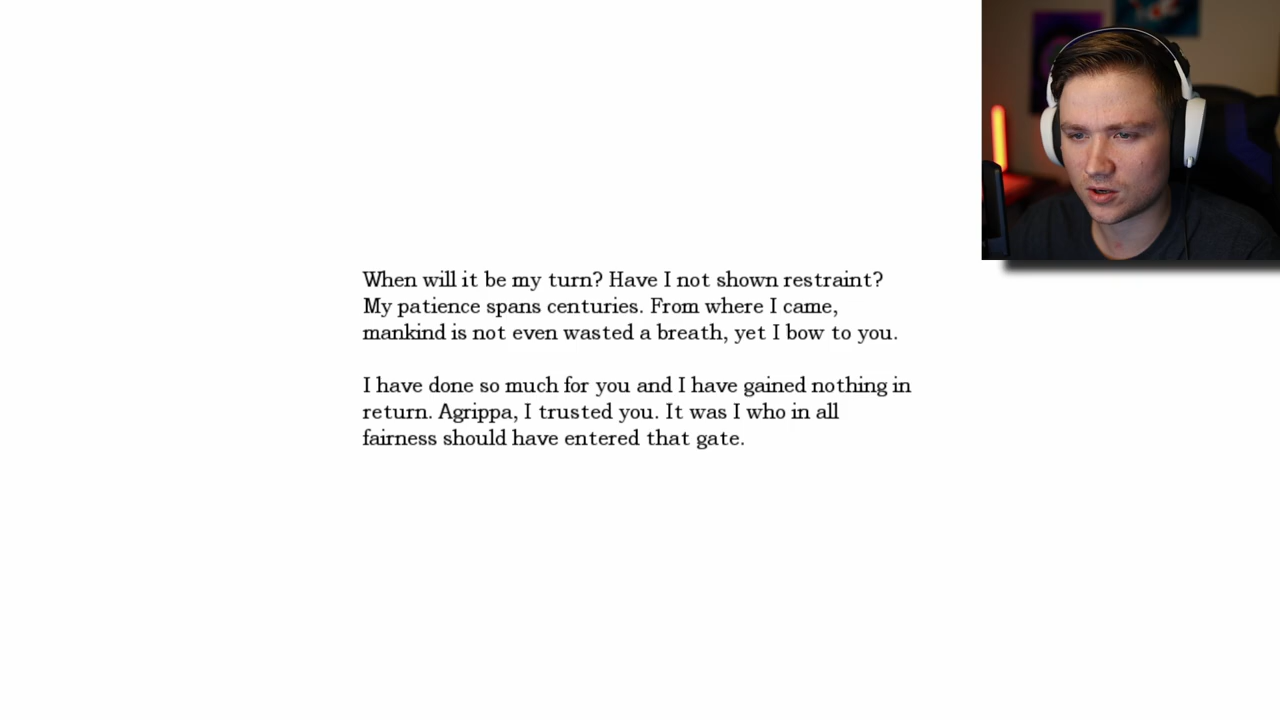 When will it be my turn? Have I not shown restraint?
My patience spans centuries. From where I came,
mankind is not even wasted a breath, yet I bow to you.
I have done so much for you and I have gained nothing in
return. Agrippa, I trusted you. It was I who in all
fairness should have entered that gate.